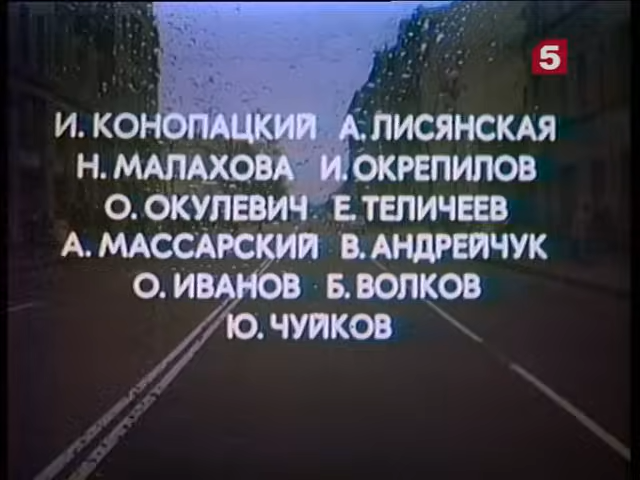 5
И. КОНОПАЦКИЙ А. ЛИСЯНСКАЯ
Н. МАЛАХОВА И. ОКРЕПИЛОВ
О. ОКУЛЕВИЧ Е. ТЕЛИЧЕЕВ
А. МАССАРСКИЙ В. АНДРЕЙЧУК
О. ИВАНОВ Б. ВОЛКОВ
Ю. ЧУЙКОВ